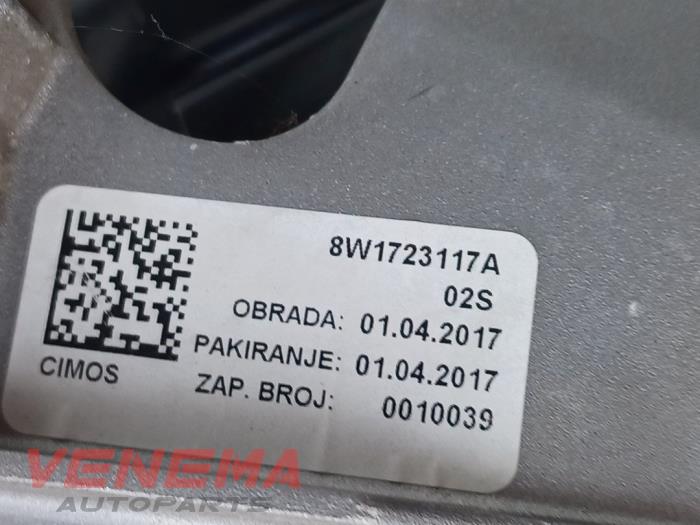 8W1723117A
02S
OBRADA: 01.04.2017
PAKIRANJE: 01.04.2017
ZAP. BROJ: 0010039
CIMOS
VENEMA
AUTOPARTS